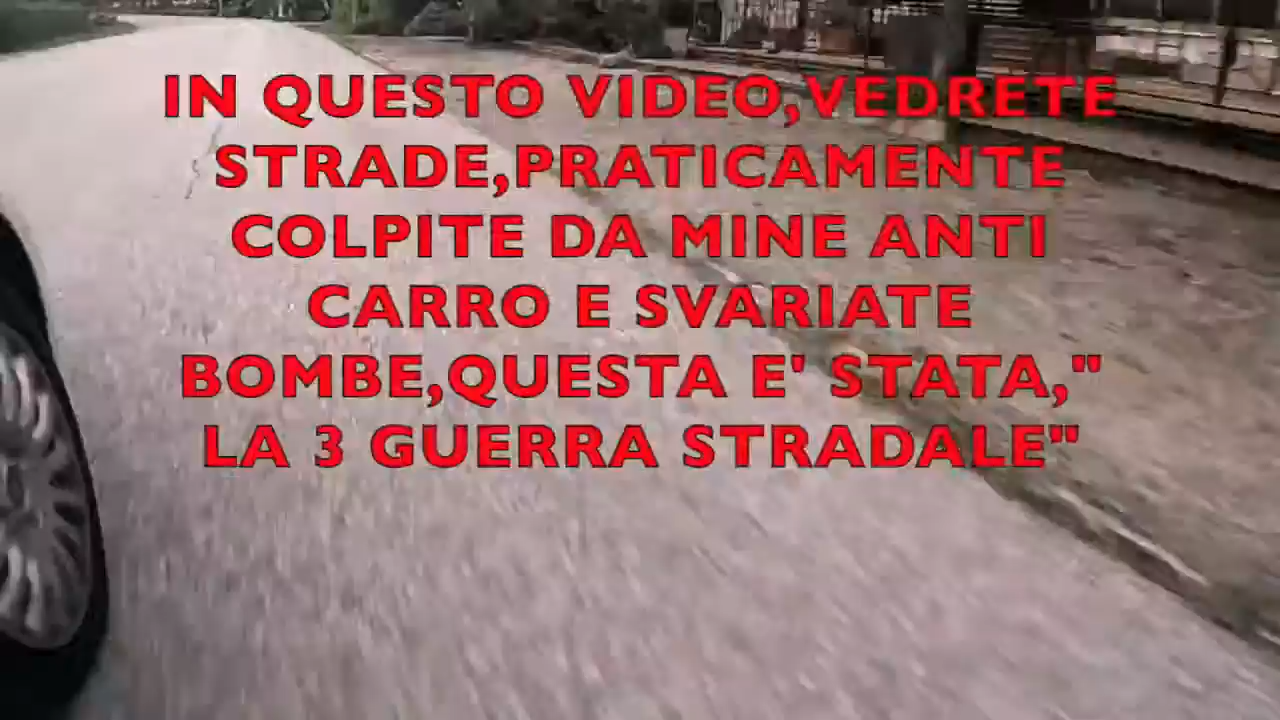 IN QUESTO VIDEO,VEDRETE
STRADE,PRATICAMENTE
COLPITE DA MINE ANTI
CARRO E SVARIATE
BOMBE,QUESTA E' STATA,"
LA 3 GUERRA STRADALE"